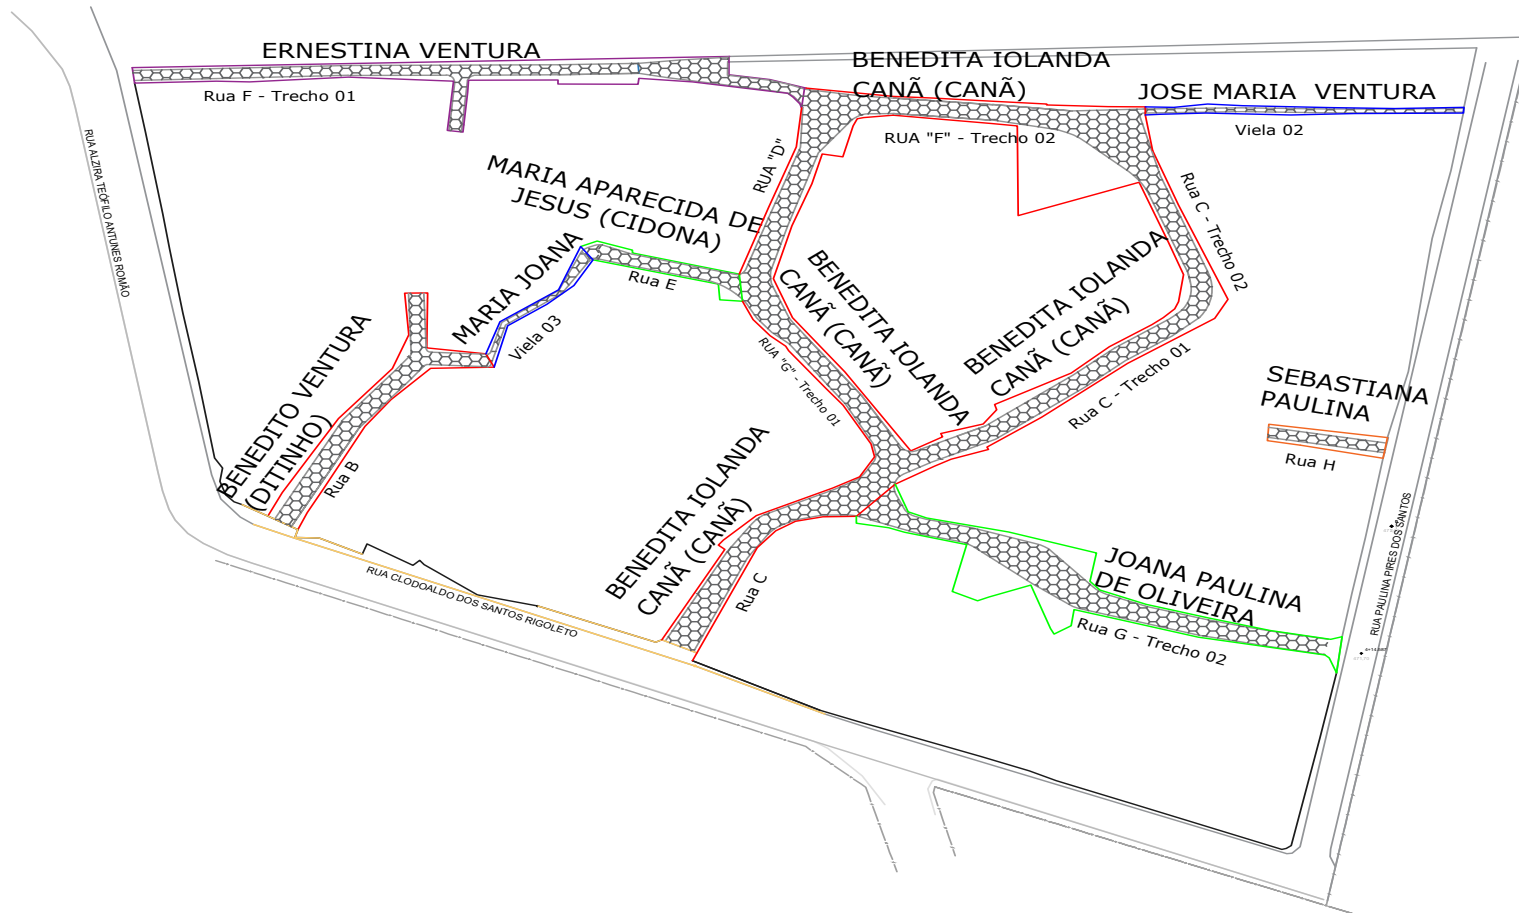 ERNESTINA VENTURA
Rua F - Trecho 01
BENEDITA IOLANDA
CANÃ (CANÃ)
RUA "F" - Trecho 02
JOSE MARIA VENTURA
Viela 02
RUA ALZIRA TEÓFILO ANTUNES ROMÃO
MARIA APARECIDA DE
JESUS (CIDONA)
RUA "D"
Rua C - Trecho 02
MARIA JOANA
Rua E
Viela 03
BENEDITA IOLANDA
CANÃ (CANÃ)
BENEDITA IOLANDA
CANÃ (CANÃ)
RUA "G" - Trecho 01
Rua C - Trecho 01
BENEDITO VENTURA
(DITINHO)
Rua B
SEBASTIANA
PAULINA
Rua H
BENEDITA IOLANDA
CANÃ (CANÃ)
Rua C
RUA CLODOALDO DOS SANTOS RIGOLETO
JOANA PAULINA
DE OLIVEIRA
Rua G - Trecho 02
RUA PAULINA PIRES DOS SANTOS